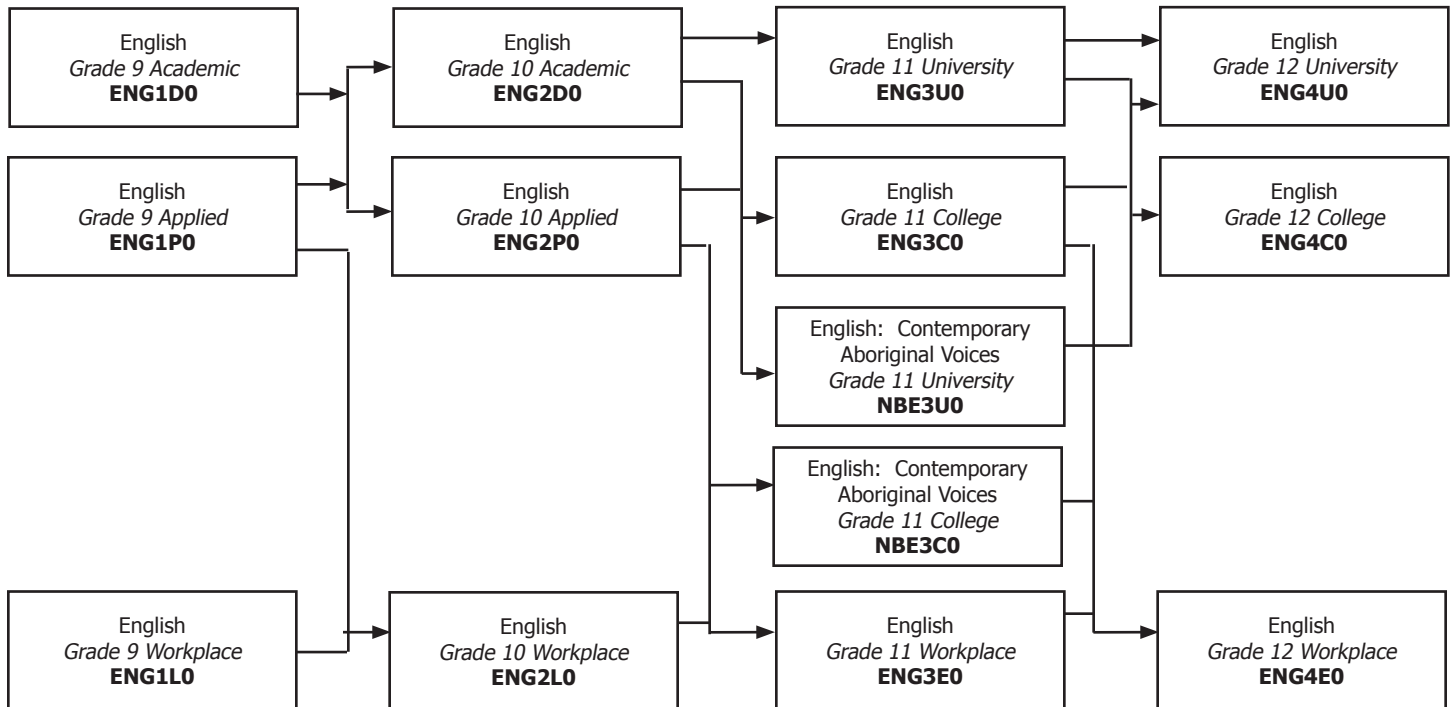 English
Grade 9 Academic
ENG1D0
English
Grade 10 Academic
ENG2D0
English
Grade 11 University
ENG3U0
English
Grade 12 University
ENG4U0
English
Grade 9 Applied
ENG1P0
English
Grade 10 Applied
ENG2P0
English
Grade 11 College
ENG3C0
English
Grade 12 College
ENG4C0
English: Contemporary
Aboriginal Voices
Grade 11 University
NBE3U0
English: Contemporary
Aboriginal Voices
Grade 11 College
NBE3C0
English
Grade 9 Workplace
ENG1L0
English
Grade 10 Workplace
ENG2L0
English
Grade 11 Workplace
ENG3E0
English
Grade 12 Workplace
ENG4E0